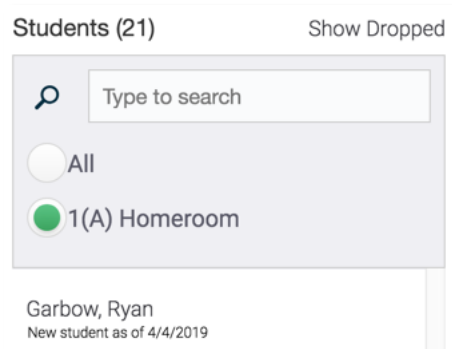 Students (21) Show Dropped
Type to search
All
1(A) Homeroom
Garbow, Ryan
New student as of 4/4/2019